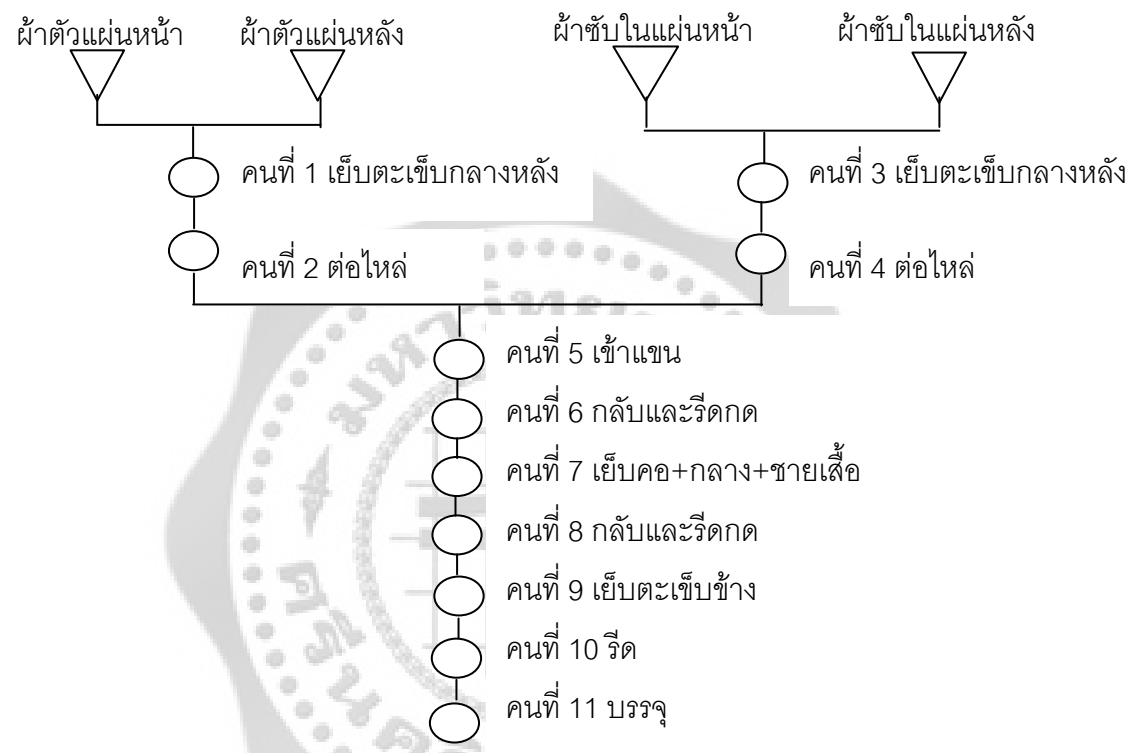 ผ้าตัวแผ่นหน้า ผ้าตัวแผ่นหลัง ผ้าซับในแผ่นหน้า ผ้าซับในแผ่นหลัง
คนที่ 1 เย็บตะเข็บกลางหลัง คนที่ 3 เย็บตะเข็บกลางหลัง
คนที่ 2 ต่อไหล่ คนที่ 4 ต่อไหล่
คนที่ 5 เข้าแขน
คนที่ 6 กลับและรีดกด
คนที่ 7 เย็บคอ+กลาง+ชายเสื้อ
คนที่ 8 กลับและรีดกด
คนที่ 9 เย็บตะเข็บข้าง
คนที่ 10 รีด
คนที่ 11 บรรจุ